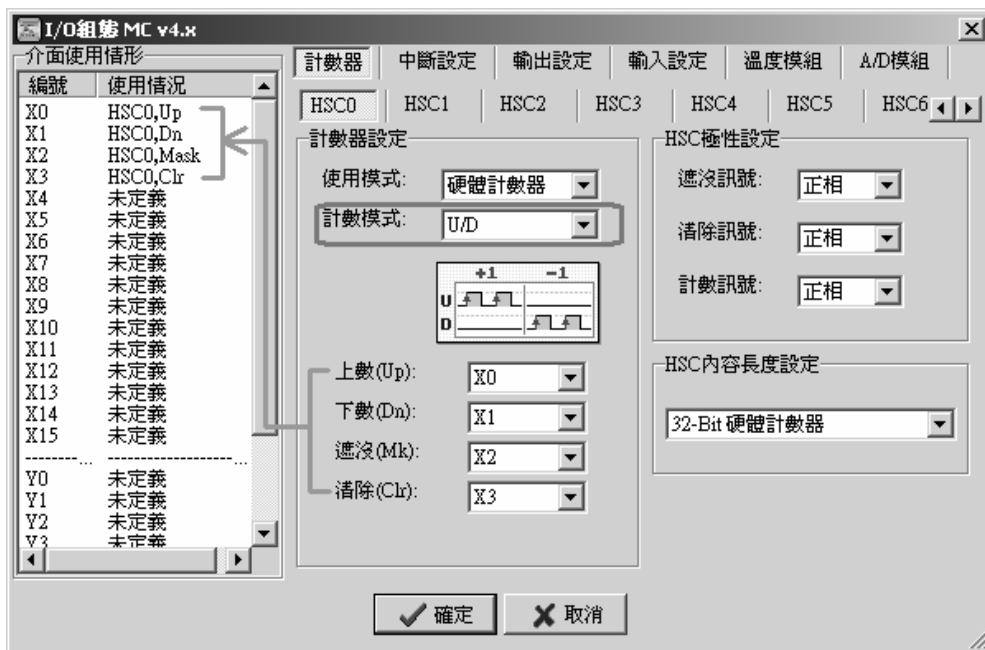 I/O組態 MC v4.x
介面使用情形
編號 使用情況
X0 HSC0,Up
X1 HSC0,Dn
X2 HSC0,Mask
X3 HSC0,Clr
X4 未定義
X5 未定義
X6 未定義
X7 未定義
X8 未定義
X9 未定義
X10 未定義
X11 未定義
X12 未定義
X13 未定義
X14 未定義
X15 未定義
--------... -------------------...
Y0 未定義
Y1 未定義
Y2 未定義
Y3 未定義
計數器 中斷設定 輸出設定 輸入設定 溫度模組 A/D模組
HSC0 HSC1 HSC2 HSC3 HSC4 HSC5 HSC6
計數器設定
使用模式: 硬體計數器
計數模式: U/D
+1 -1
U
D
上數(Up): X0
下數(Dn): X1
遮沒(Mk): X2
清除(Clr): X3
HSC極性設定
遮沒訊號: 正相
清除訊號: 正相
計數訊號: 正相
HSC內容長度設定
32-Bit 硬體計數器
確定 取消